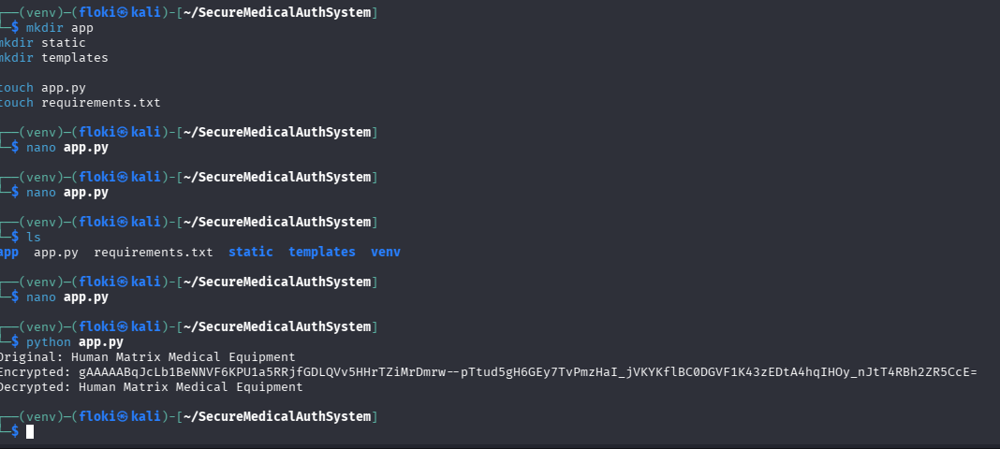 ┌──(venv)─(floki㉿kali)-[~/SecureMedicalAuthSystem]
└─$ mkdir app
mkdir static
mkdir templates
touch app.py
touch requirements.txt
┌──(venv)─(floki㉿kali)-[~/SecureMedicalAuthSystem]
└─$ nano app.py
┌──(venv)─(floki㉿kali)-[~/SecureMedicalAuthSystem]
└─$ nano app.py
┌──(venv)─(floki㉿kali)-[~/SecureMedicalAuthSystem]
└─$ ls
app  app.py  requirements.txt  static  templates  venv
┌──(venv)─(floki㉿kali)-[~/SecureMedicalAuthSystem]
└─$ nano app.py
┌──(venv)─(floki㉿kali)-[~/SecureMedicalAuthSystem]
└─$ python app.py
Original: Human Matrix Medical Equipment
Encrypted: gAAAAABqJcLb1BeNNVF6KPU1a5RRjfGDLQVv5HHrTZiMrDmrw--pTtud5gH6GEy7TvPmzHaI_jVKYKflBC0DGVF1K43zEDtA4hqIHOy_nJtT4RBh2ZR5CcE=
Decrypted: Human Matrix Medical Equipment
┌──(venv)─(floki㉿kali)-[~/SecureMedicalAuthSystem]
└─$